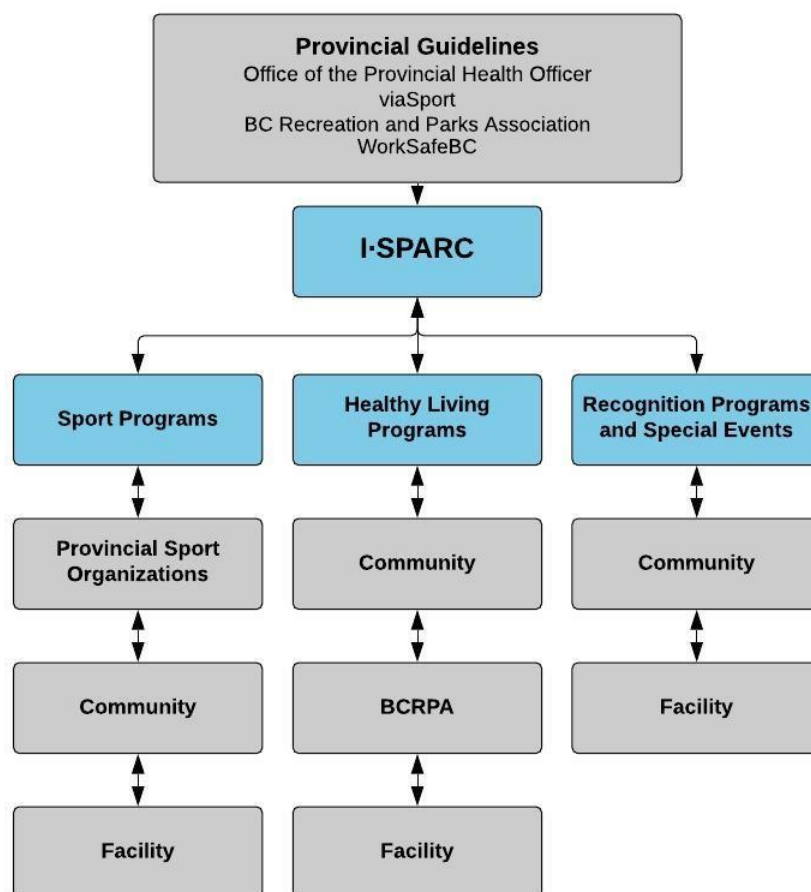 Provincial Guidelines
Office of the Provincial Health Officer
viaSport
BC Recreation and Parks Association
WorkSafeBC
I·SPARC
Sport Programs
Healthy Living
Programs
Recognition Programs
and Special Events
Provincial Sport
Organizations
Community
Community
Community
BCRPA
Facility
Facility
Facility